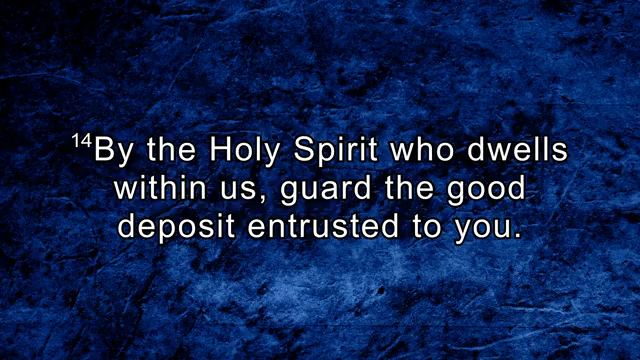 ¹⁴By the Holy Spirit who dwells
within us, guard the good
deposit entrusted to you.